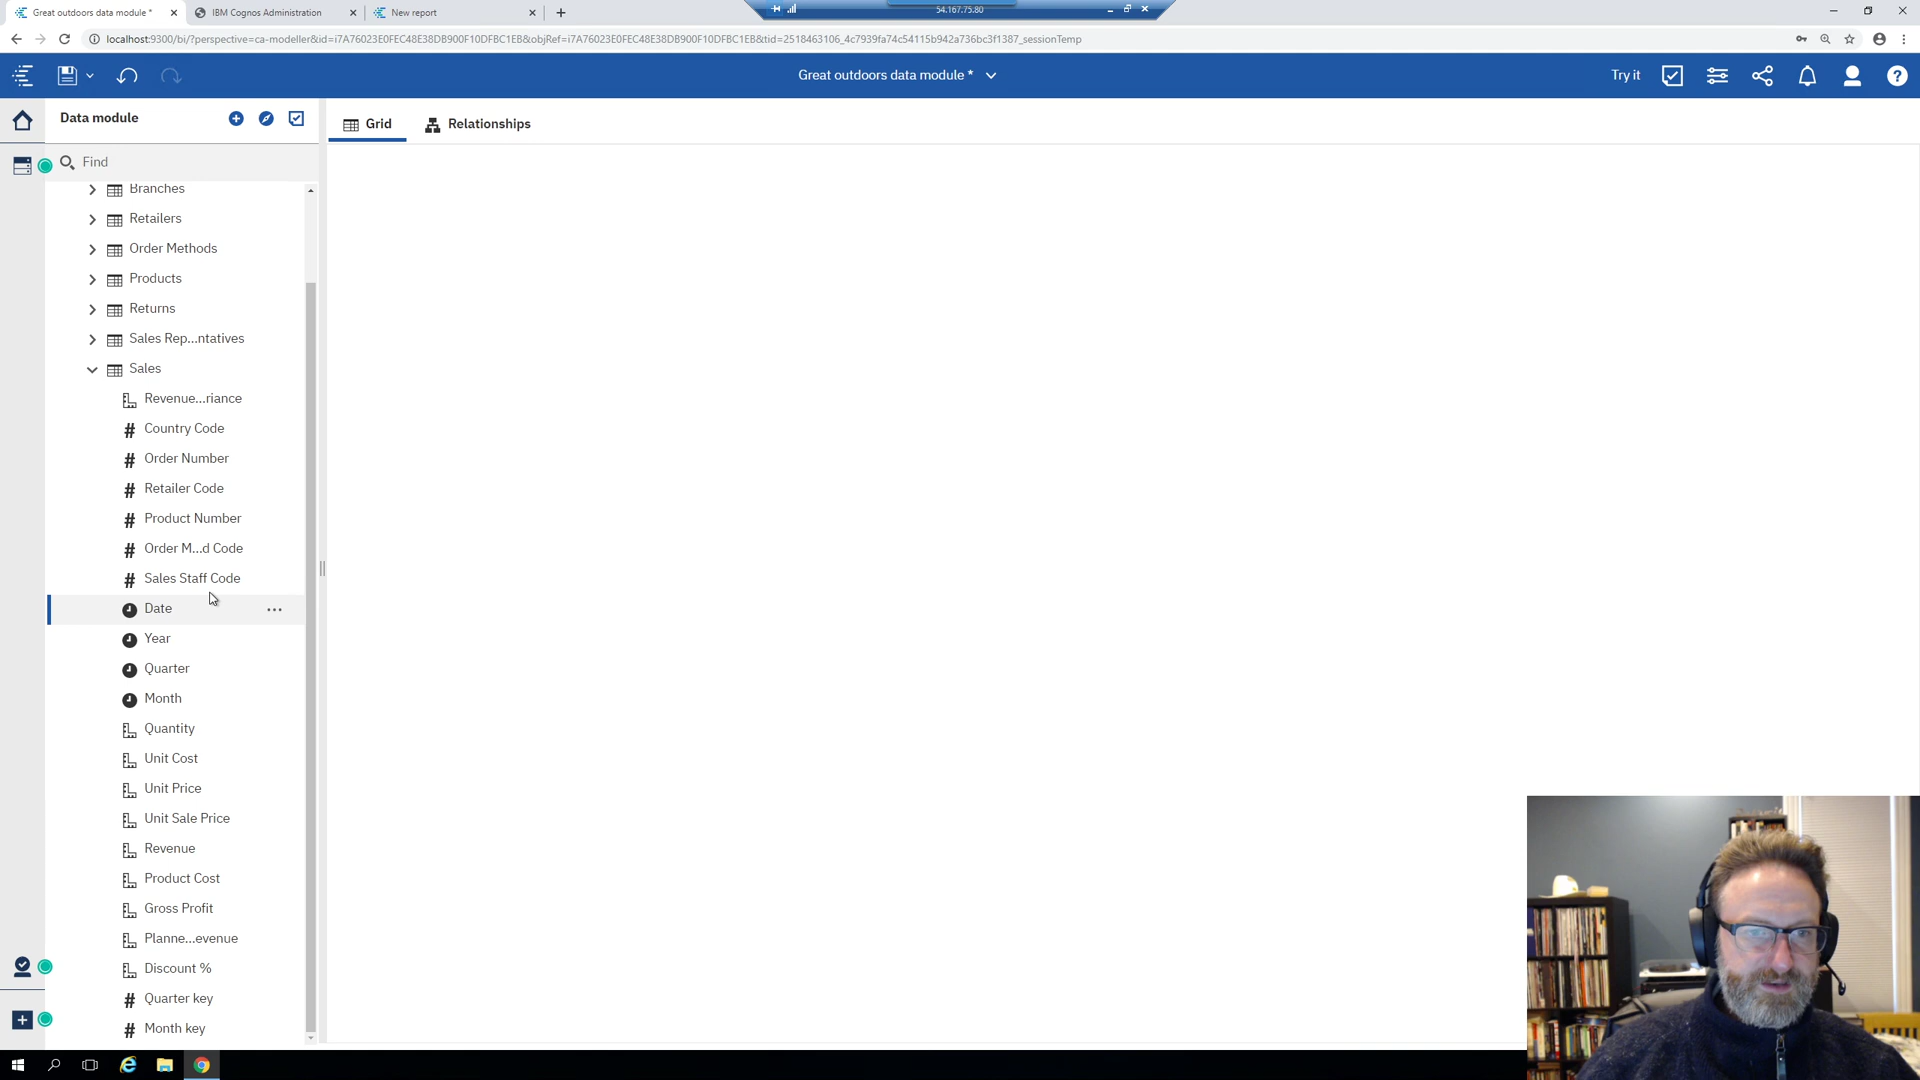 Great outdoors data module *
IBM Cognos Administration
New report
54.167.75.80
localhost:9300/bi/?perspective=ca-modeller&id=i7A76023E0FEC48E38DB900F10DFBC1EB&objRef=i7A76023E0FEC48E38DB900F10DFBC1EB&tid=2518463106_4c7939fa74c54115b942a736bc3f1387_sessionTemp
Great outdoors data module *
Try it
Data module
Grid
Relationships
Find
Branches
Retailers
Order Methods
Products
Returns
Sales Rep...ntatives
Sales
Revenue...riance
# Country Code
# Order Number
# Retailer Code
# Product Number
# Order M...d Code
# Sales Staff Code
Date
Year
Quarter
Month
Quantity
Unit Cost
Unit Price
Unit Sale Price
Revenue
Product Cost
Gross Profit
Planne...evenue
Discount %
# Quarter key
# Month key